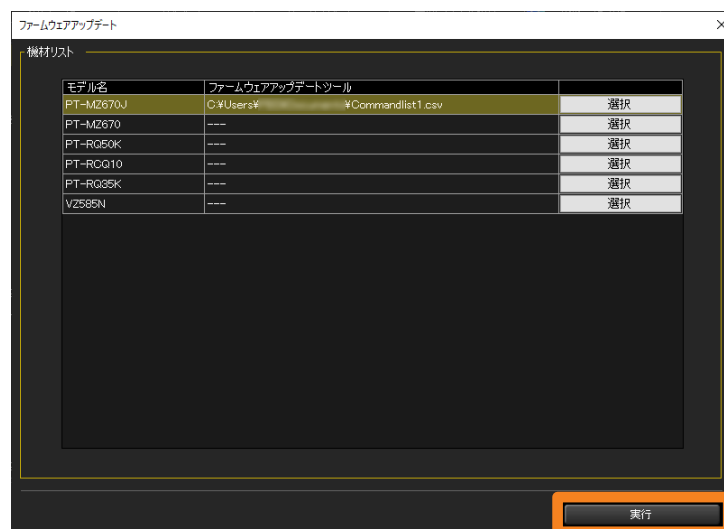 ファームウェアアップデート
機材リスト
モデル名 ファームウェアアップデートツール
PT-MZ670J C:¥Users¥ ¥Commandlist1.csv 選択
PT-MZ670 --- 選択
PT-RQ50K --- 選択
PT-RCQ10 --- 選択
PT-RQ35K --- 選択
VZ585N --- 選択
実行